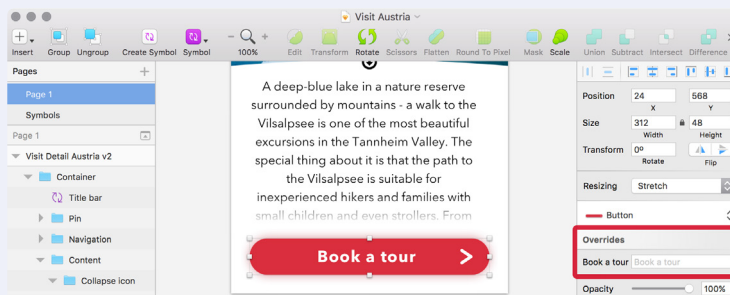 Visit Austria
Insert Group Ungroup Create Symbol Symbol 100% Edit Transform Rotate Scissors Flatten Round To Pixel Mask Scale Union Subtract Intersect Difference
Pages
Page 1
Symbols
Page 1
Visit Detail Austria v2
Container
Title bar
Pin
Navigation
Content
Collapse icon
A deep-blue lake in a nature reserve
surrounded by mountains - a walk to the
Vilsalpsee is one of the most beautiful
excursions in the Tannheim Valley. The
special thing about it is that the path to
the Vilsalpsee is suitable for
inexperienced hikers and families with
small children and even strollers. From
Book a tour
Position 24 568
X Y
Size 312 48
Width Height
Transform 0º
Rotate Flip
Resizing Stretch
Button
Overrides
Book a tour Book a tour
Opacity 100%